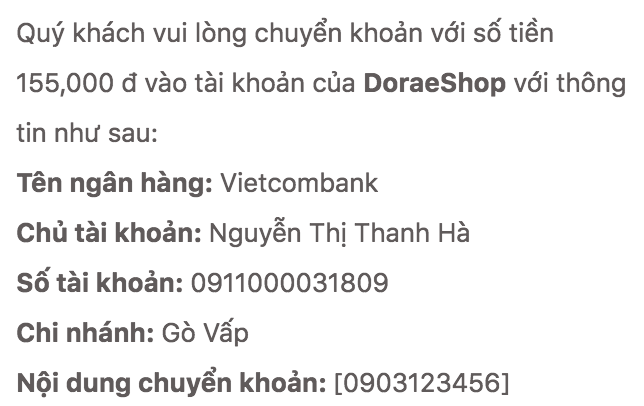 Quý khách vui lòng chuyển khoản với số tiền
155,000 đ vào tài khoản của DoraeShop với thông
tin như sau:
Tên ngân hàng: Vietcombank
Chủ tài khoản: Nguyễn Thị Thanh Hà
Số tài khoản: 0911000031809
Chi nhánh: Gò Vấp
Nội dung chuyển khoản: [0903123456]